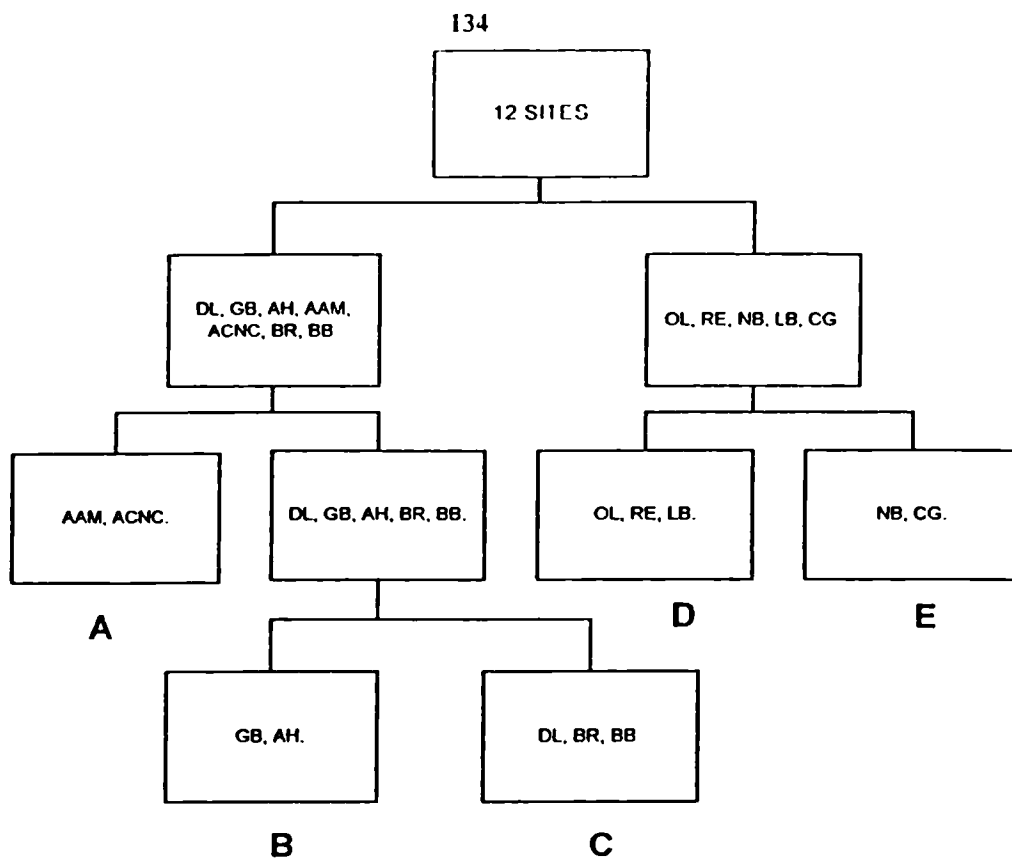 134
12 SITES
DL, GB, AH, AAM,
ACNC, BR, BB
OL, RE, NB, LB, CG
AAM, ACNC.
DL, GB, AH, BR, BB.
OL, RE, LB.
NB, CG.
A
D
E
GB, AH.
DL, BR, BB
B
C